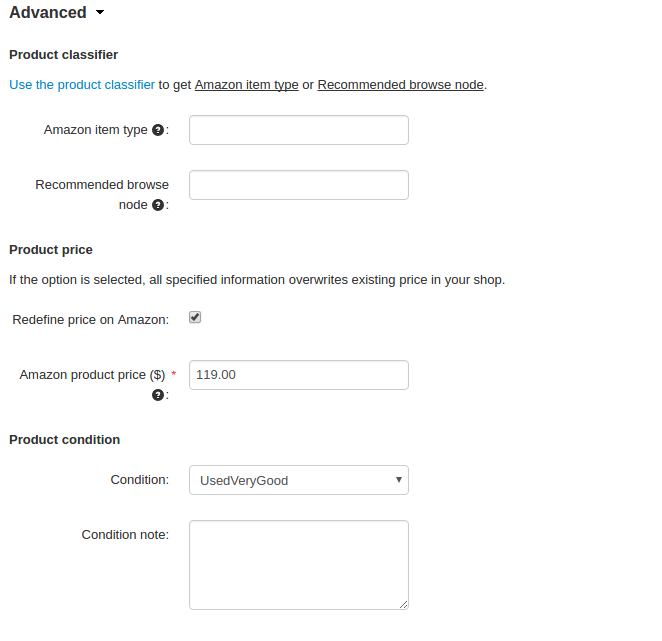 Advanced
Product classifier
Use the product classifier to get Amazon item type or Recommended browse node.
Amazon item type ?:
Recommended browse
node ?:
Product price
If the option is selected, all specified information overwrites existing price in your shop.
Redefine price on Amazon:
Amazon product price ($) * 119.00
?:
Product condition
Condition: UsedVeryGood
Condition note: